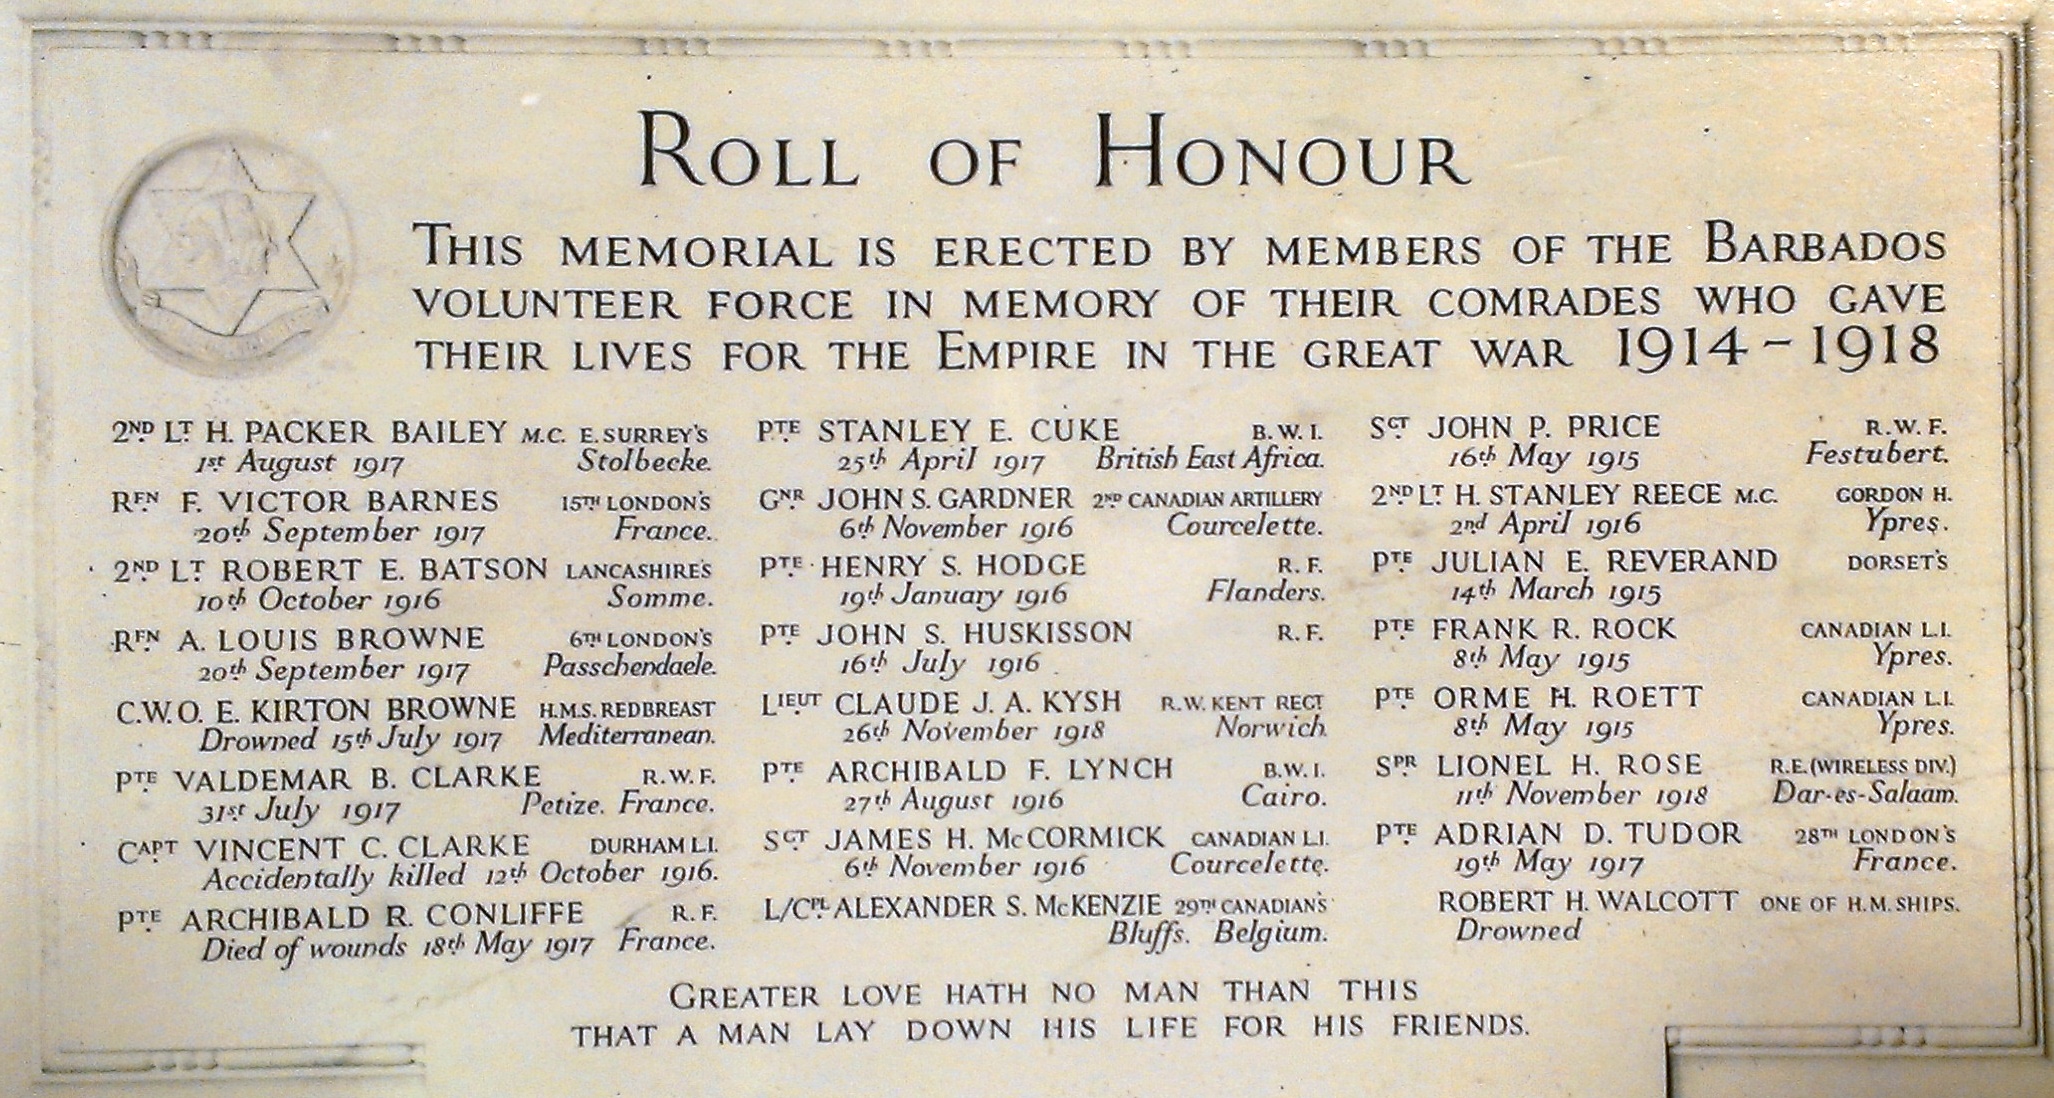 ROLL OF HONOUR
THIS MEMORIAL IS ERECTED BY MEMBERS OF THE BARBADOS
VOLUNTEER FORCE IN MEMORY OF THEIR COMRADES WHO GAVE
THEIR LIVES FOR THE EMPIRE IN THE GREAT WAR 1914-1918
2ND LT H. PACKER BAILEY M.C. E. SURREY'S
1st August 1917 Stolbecke.
RFN F. VICTOR BARNES 15TH LONDON'S
20th September 1917 France.
2ND LT ROBERT E. BATSON LANCASHIRE'S
10th October 1916 Somme.
RFN A. LOUIS BROWNE 6TH LONDON'S
20th September 1917 Passchendaele.
C.W.O. E. KIRTON BROWNE H.M.S. REDBREAST
Drowned 15th July 1917 Mediterranean.
PTE VALDEMAR B. CLARKE R.W.F.
31st July 1917 Petize. France.
CAPT VINCENT C. CLARKE DURHAM L.I.
Accidentally killed 12th October 1916.
PTE ARCHIBALD R. CONLIFFE R.F.
Died of wounds 18th May 1917 France.
PTE STANLEY E. CUKE B.W.I.
25th April 1917 British East Africa.
GNR JOHN S. GARDNER 2ND CANADIAN ARTILLERY
6th November 1916 Courcelette.
PTE HENRY S. HODGE R.F.
19th January 1916 Flanders.
PTE JOHN S. HUSKISSON R.F.
16th July 1916
LIEUT CLAUDE J. A. KYSH R.W. KENT REGT
26th November 1918 Norwich.
PTE ARCHIBALD F. LYNCH B.W.I.
27th August 1916 Cairo.
SGT JAMES H. McCORMICK CANADIAN L.I.
6th November 1916 Courcelette.
L/CPL ALEXANDER S. McKENZIE 29TH CANADIAN'S
Bluffs. Belgium.
SGT JOHN P. PRICE R.W.F.
16th May 1915 Festubert.
2ND LT H. STANLEY REECE M.C. GORDON H.
2nd April 1916 Ypres.
PTE JULIAN E. REVERAND DORSET'S
14th March 1915
PTE FRANK R. ROCK CANADIAN L.I.
8th May 1915 Ypres.
PTE ORME H. ROETT CANADIAN L.I.
8th May 1915 Ypres.
SPR LIONEL H. ROSE R.E. (WIRELESS DIV.)
11th November 1918 Dar-es-Salaam.
PTE ADRIAN D. TUDOR 28TH LONDON'S
19th May 1917 France.
ROBERT H. WALCOTT ONE OF H.M. SHIPS.
Drowned
GREATER LOVE HATH NO MAN THAN THIS
THAT A MAN LAY DOWN HIS LIFE FOR HIS FRIENDS.